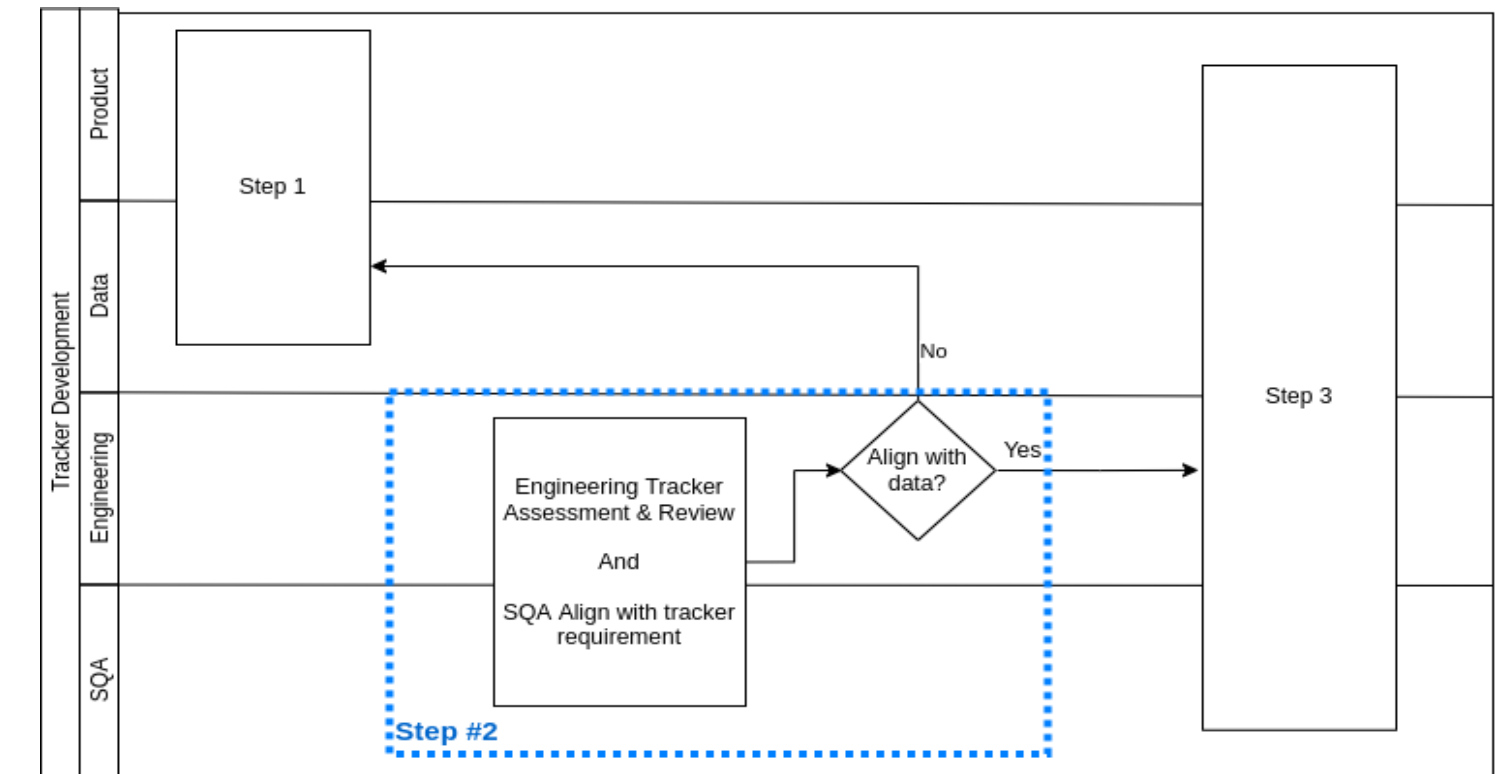 Tracker Development
Product
Data
Engineering
SQA
Step 1
No
Engineering Tracker
Assessment & Review
And
SQA Align with tracker
requirement
Align with
data?
Yes
Step 3
Step #2